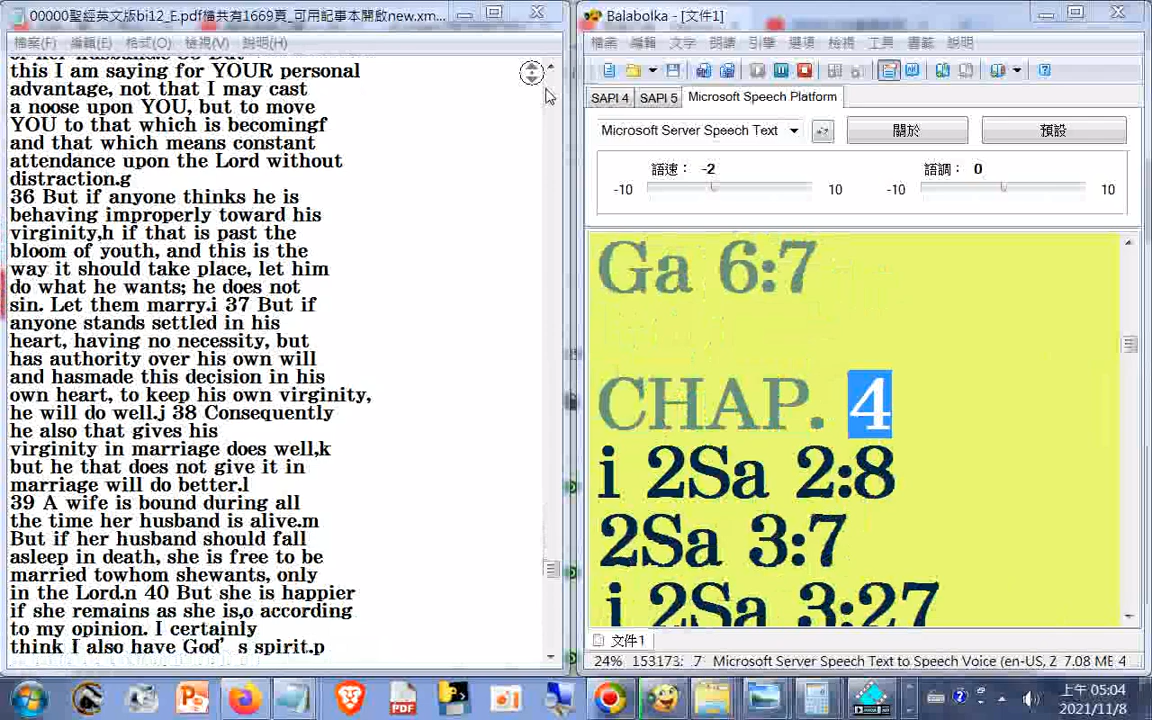 00000聖經英文版bi12_E.pdf檔共有1669頁_可用記事本開啟new.xm...
檔案(F) 編輯(E) 格式(O) 檢視(V) 說明(H)
this I am saying for YOUR personal
advantage, not that I may cast
a noose upon YOU, but to move
YOU to that which is becomingf
and that which means constant
attendance upon the Lord without
distraction.g
36 But if anyone thinks he is
behaving improperly toward his
virginity,h if that is past the
bloom of youth, and this is the
way it should take place, let him
do what he wants; he does not
sin. Let them marry.i 37 But if
anyone stands settled in his
heart, having no necessity, but
has authority over his own will
and hasmade this decision in his
own heart, to keep his own virginity,
he will do well.j 38 Consequently
he also that gives his
virginity in marriage does well,k
but he that does not give it in
marriage will do better.l
39 A wife is bound during all
the time her husband is alive.m
But if her husband should fall
asleep in death, she is free to be
married towhom shewants, only
in the Lord.n 40 But she is happier
if she remains as she is,o according
to my opinion. I certainly
think I also have God’s spirit.p
Balabolka - [文件1]
檔案 編輯 文字 朗讀 引擎 選項 檢視 工具 書籤 說明
SAPI 4 SAPI 5 Microsoft Speech Platform
Microsoft Server Speech Text 關於 預設
語速： -2 語調： 0
-10 10 -10 10
Ga 6:7
CHAP. 4
i 2Sa 2:8
2Sa 3:7
i 2Sa 3:27
文件1
24% 153173: 7 Microsoft Server Speech Text to Speech Voice (en-US, 2 7.08 MB 4
上午 05:04
2021/11/8